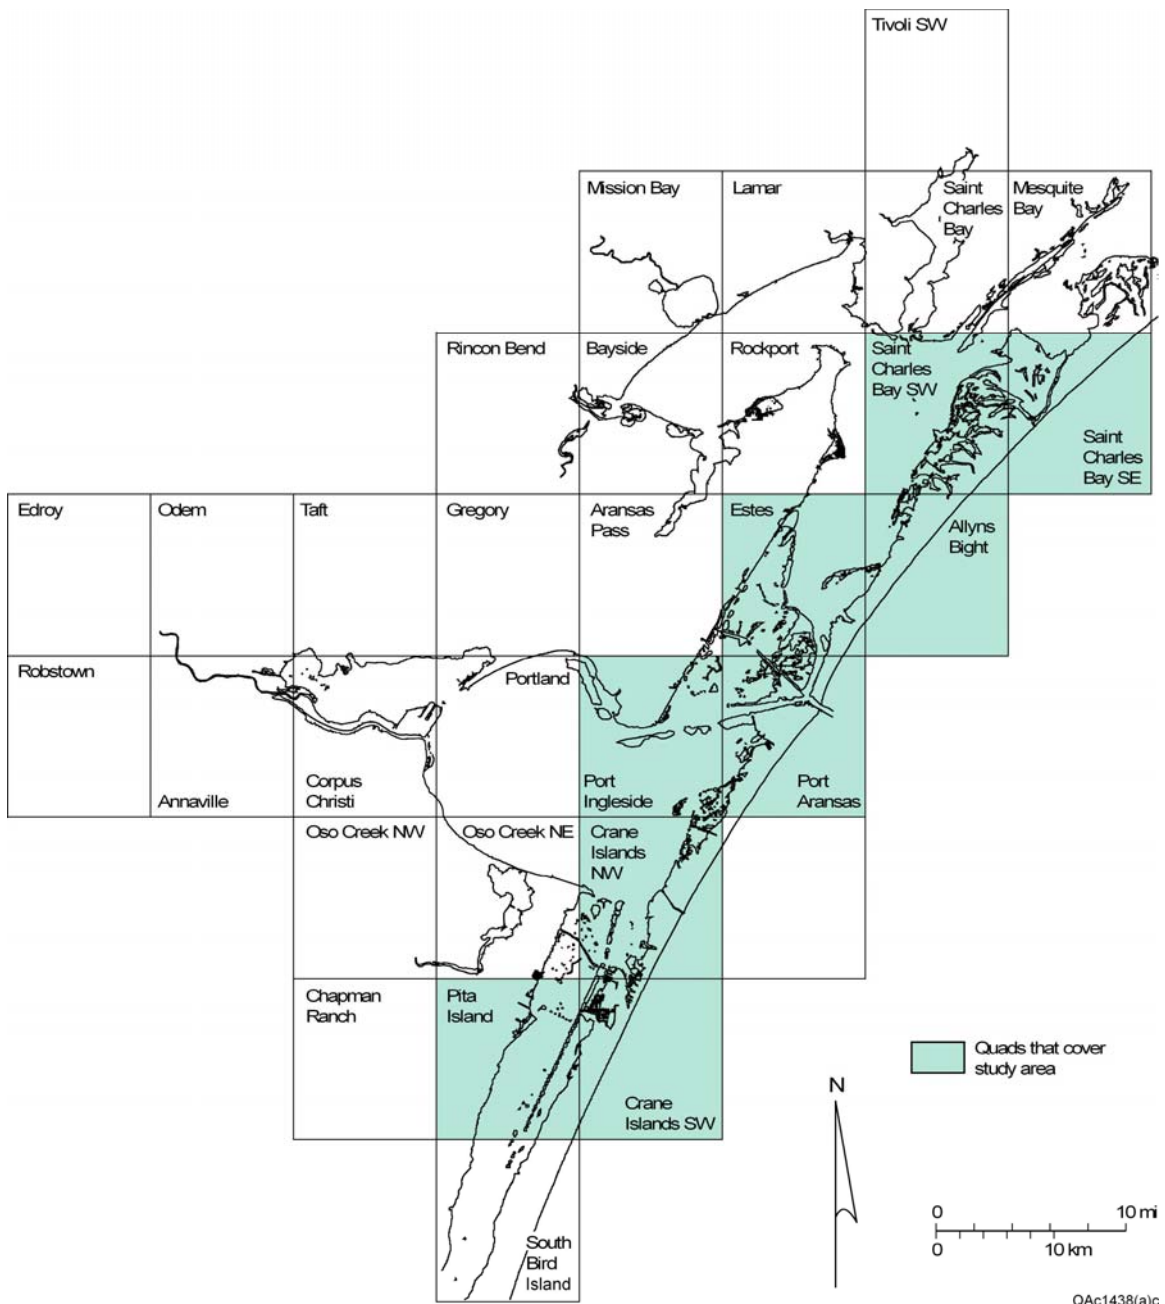 Tivoli SW
Mission Bay
Lamar
Saint
Charles
Bay
Mesquite
Bay
Rincon Bend
Bayside
Rockport
Saint
Charles
Bay SW
Saint
Charles
Bay SE
Edroy
Odem
Taft
Gregory
Aransas
Pass
Estes
Allyns
Bight
Robstown
Annaville
Corpus
Christi
Portland
Port
Ingleside
Port
Aransas
Oso Creek NW
Oso Creek NE
Crane
Islands
NW
Chapman
Ranch
Pita
Island
Crane
Islands SW
South
Bird
Island
Quads that cover
study area
N
0 10 mi
0 10 km
QAc1438(a)c